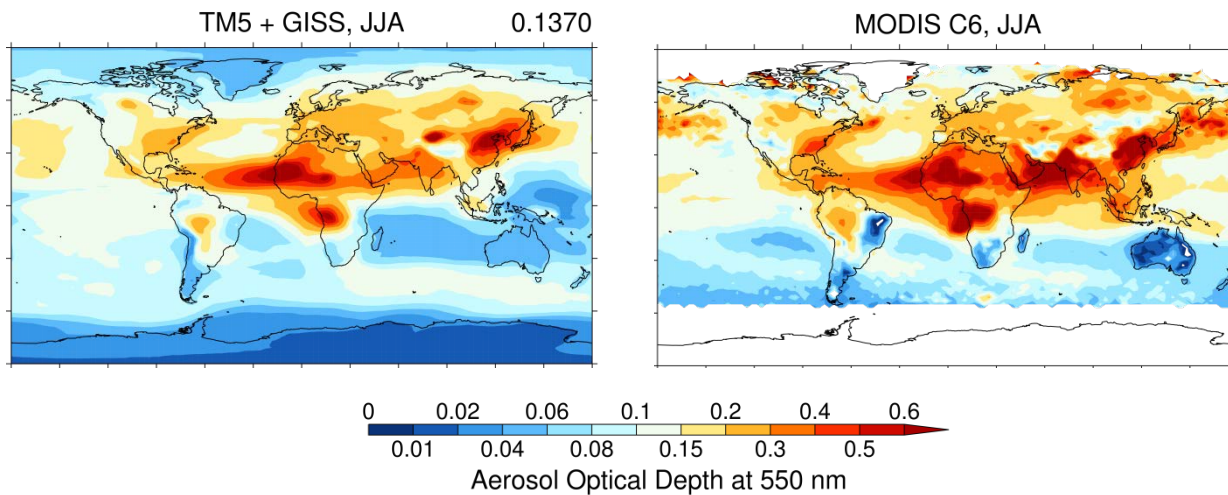 TM5 + GISS, JJA 0.1370
MODIS C6, JJA
0 0.02 0.06 0.1 0.2 0.4 0.6
0.01 0.04 0.08 0.15 0.3 0.5
Aerosol Optical Depth at 550 nm